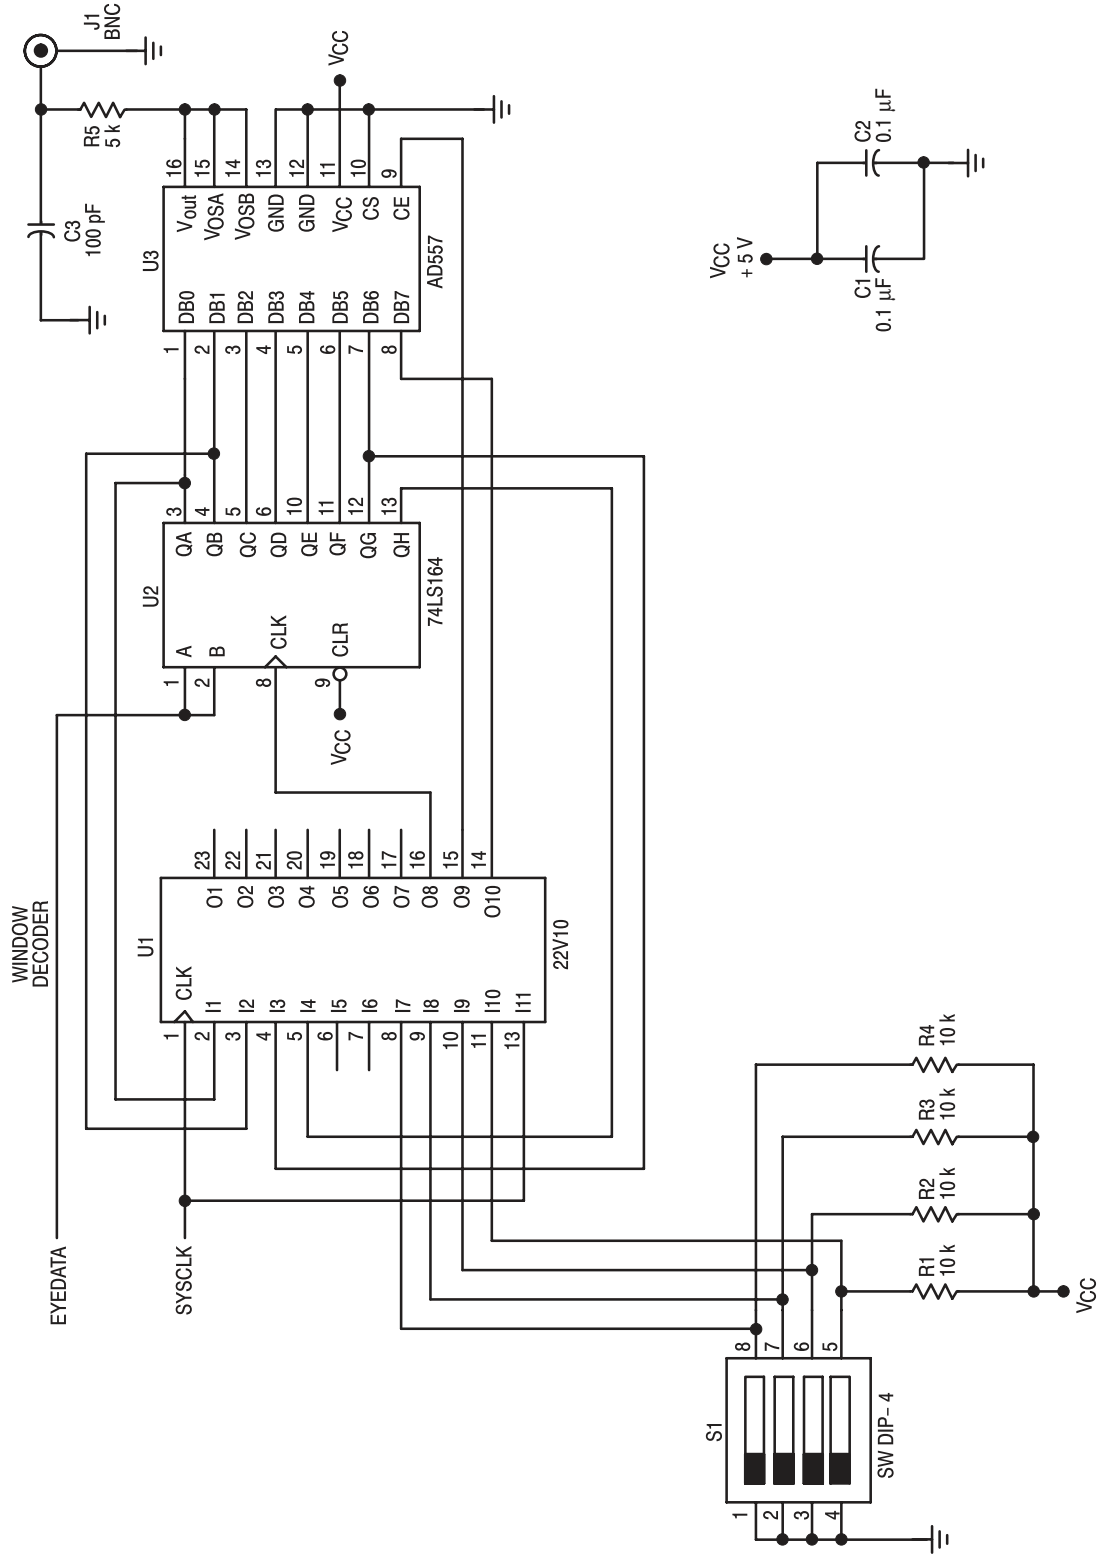 WINDOW
DECODER
EYEDATA
SYSCLK
U1
22V10
CLK
I1
I2
I3
I4
I5
I6
I7
I8
I9
I10
I11
1
2
3
4
5
6
7
8
9
10
11
13
O1
O2
O3
O4
O5
O6
O7
O8
O9
O10
23
22
21
20
19
18
17
16
15
14
U2
74LS164
A
B
CLK
CLR
1
2
8
9
VCC
QA
QB
QC
QD
QE
QF
QG
QH
3
4
5
6
10
11
12
13
U3
AD557
DB0
DB1
DB2
DB3
DB4
DB5
DB6
DB7
1
2
3
4
5
6
7
8
Vout
VOSA
VOSB
GND
GND
VCC
CS
CE
16
15
14
13
12
11
10
9
VCC
J1
BNC
R5
5 k
C3
100 pF
VCC
+ 5 V
C1
0.1 µF
C2
0.1 µF
S1
SW DIP– 4
1
2
3
4
8
7
6
5
R1
10 k
R2
10 k
R3
10 k
R4
10 k
VCC